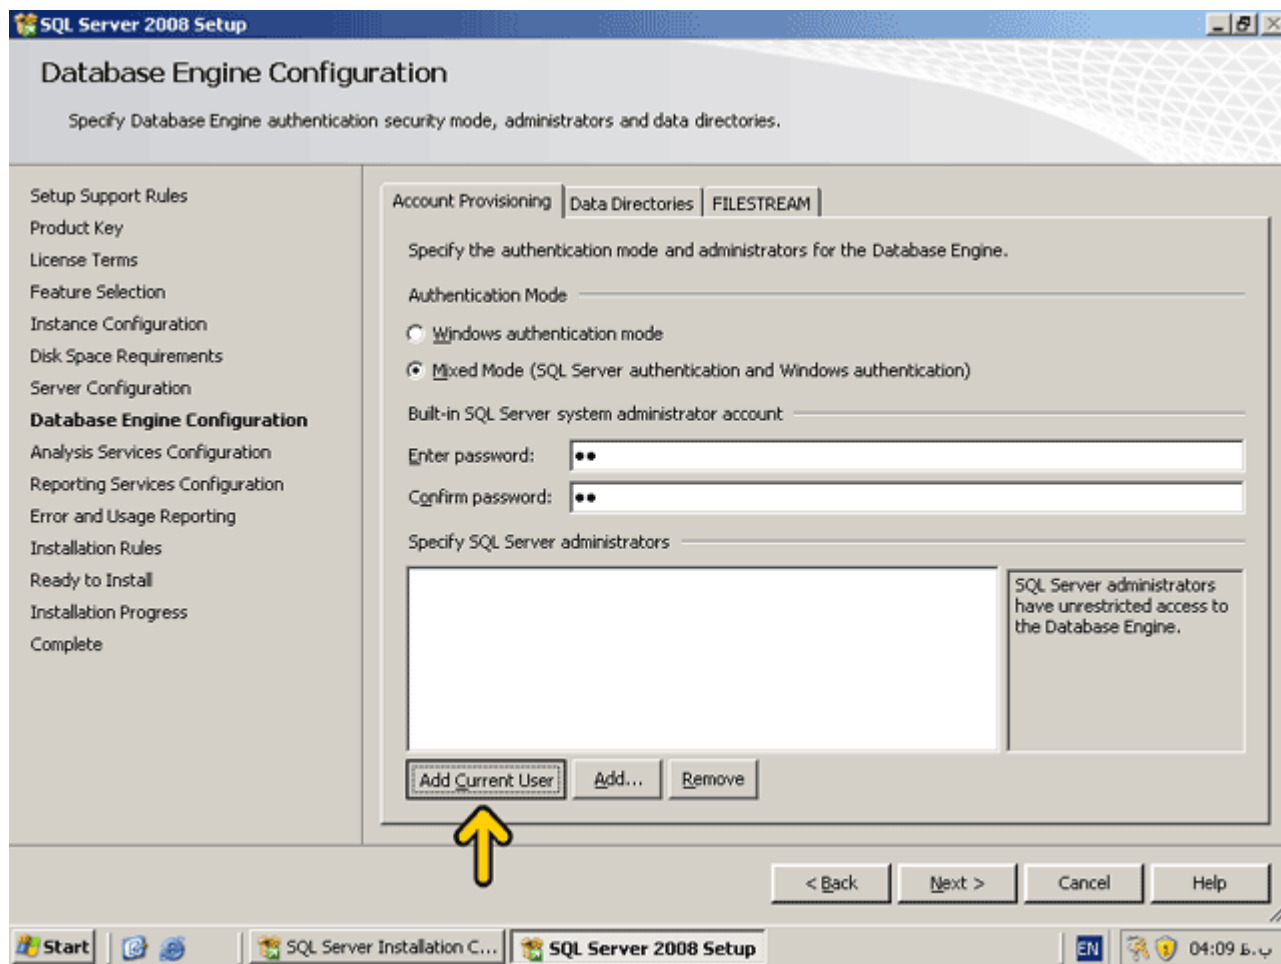 SQL Server 2008 Setup
Database Engine Configuration
Specify Database Engine authentication security mode, administrators and data directories.
Setup Support Rules
Product Key
License Terms
Feature Selection
Instance Configuration
Disk Space Requirements
Server Configuration
Database Engine Configuration
Analysis Services Configuration
Reporting Services Configuration
Error and Usage Reporting
Installation Rules
Ready to Install
Installation Progress
Complete
Account Provisioning Data Directories FILESTREAM
Specify the authentication mode and administrators for the Database Engine.
Authentication Mode
Windows authentication mode
Mixed Mode (SQL Server authentication and Windows authentication)
Built-in SQL Server system administrator account
Enter password: ●●
Confirm password: ●●
Specify SQL Server administrators
SQL Server administrators
have unrestricted access to
the Database Engine.
Add Current User Add... Remove
< Back Next > Cancel Help
Start SQL Server Installation C... SQL Server 2008 Setup EN 04:09 ب.ظ